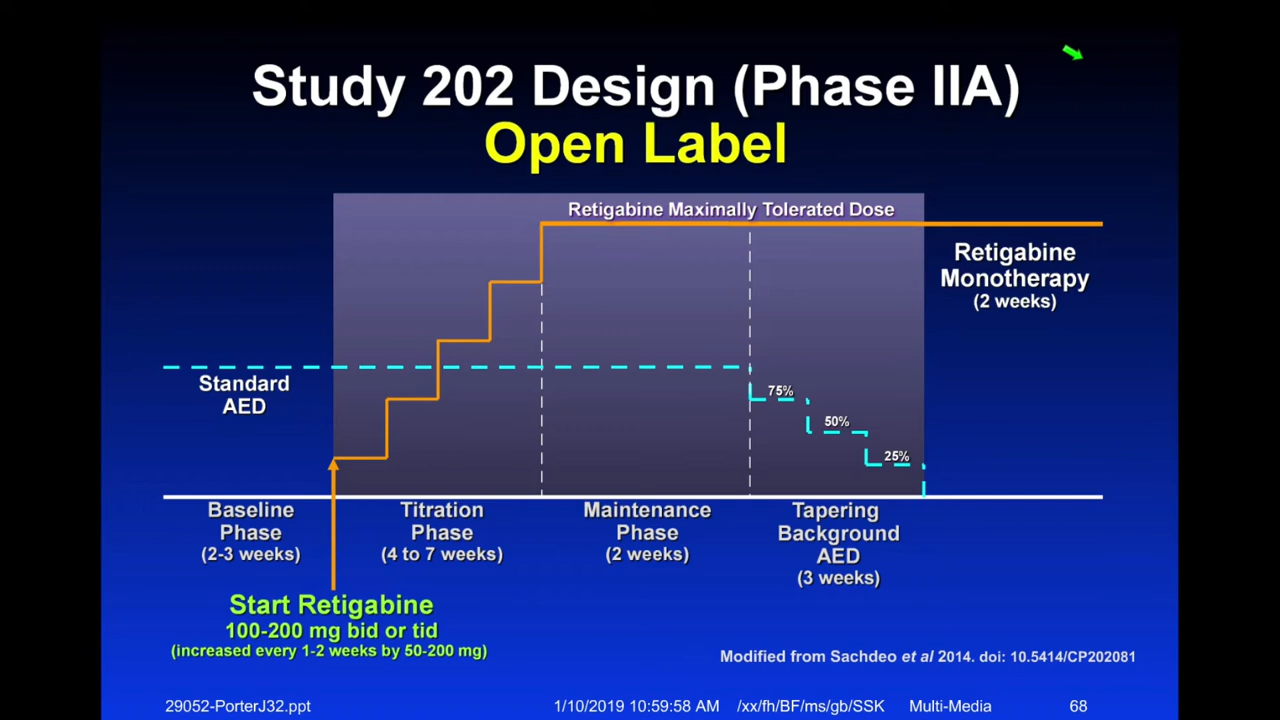 Study 202 Design (Phase IIA)
Open Label
Retigabine Maximally Tolerated Dose
Retigabine
Monotherapy
(2 weeks)
Standard
AED
75%
50%
25%
Baseline
Phase
(2-3 weeks)
Titration
Phase
(4 to 7 weeks)
Maintenance
Phase
(2 weeks)
Tapering
Background
AED
(3 weeks)
Start Retigabine
100-200 mg bid or tid
(increased every 1-2 weeks by 50-200 mg)
Modified from Sachdeo et al 2014. doi: 10.5414/CP202081
29052-PorterJ32.ppt 1/10/2019 10:59:58 AM /xx/fh/BF/ms/gb/SSK Multi-Media 68